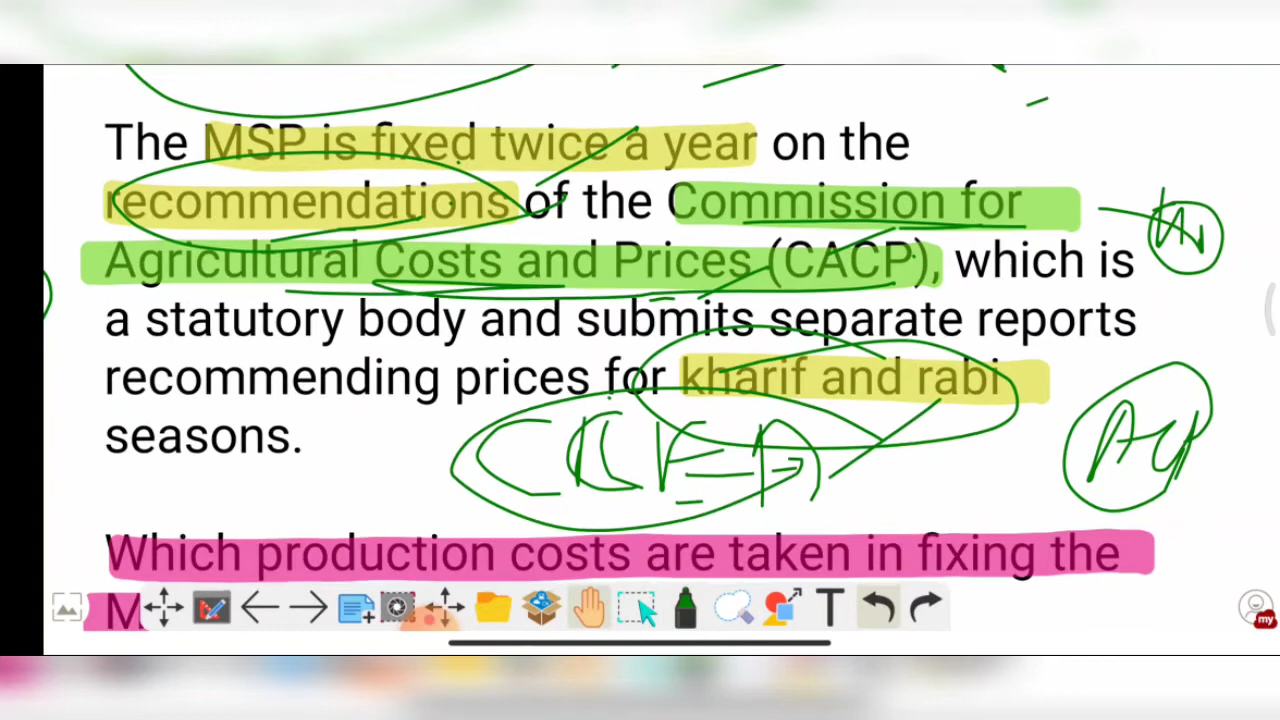 The MSP is fixed twice a year on the
recommendations of the Commission for
Agricultural Costs and Prices (CACP), which is
a statutory body and submits separate reports
recommending prices for kharif and rabi
seasons.
CCEA
Which production costs are taken in fixing the
M
T
my